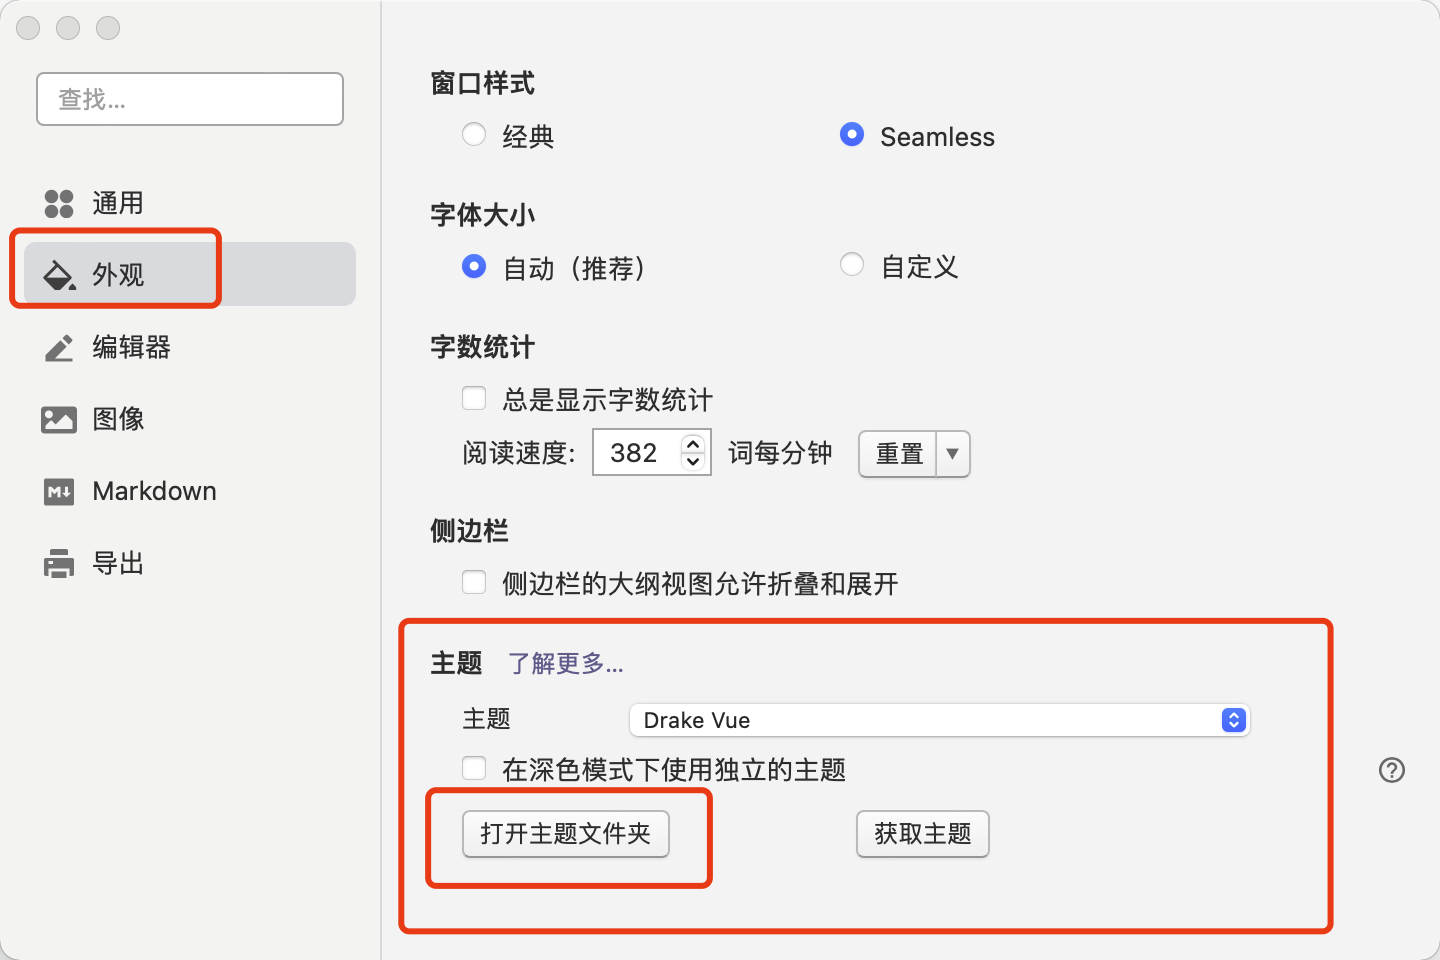 查找...
通用
外观
编辑器
图像
Markdown
导出
窗口样式
经典 Seamless
字体大小
自动（推荐） 自定义
字数统计
总是显示字数统计
阅读速度: 382 词每分钟 重置
侧边栏
侧边栏的大纲视图允许折叠和展开
主题 了解更多...
主题 Drake Vue
在深色模式下使用独立的主题
打开主题文件夹 获取主题